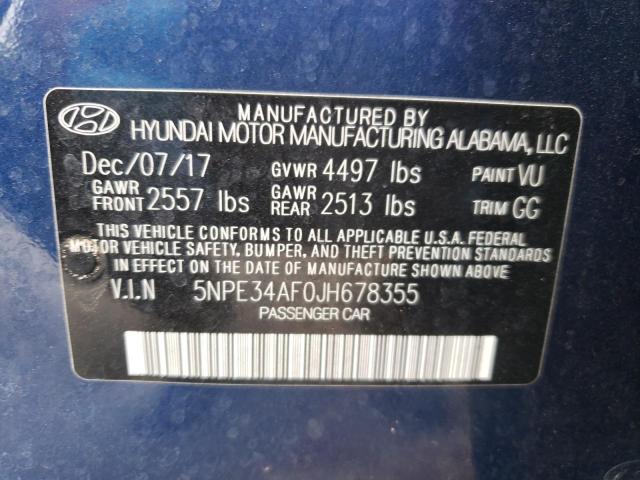 MANUFACTURED BY
HYUNDAI MOTOR MANUFACTURING ALABAMA, LLC
Dec/07/17 GVWR 4497 lbs PAINT VU
GAWR FRONT 2557 lbs GAWR REAR 2513 lbs TRIM GG
THIS VEHICLE CONFORMS TO ALL APPLICABLE U.S.A. FEDERAL
MOTOR VEHICLE SAFETY, BUMPER, AND THEFT PREVENTION STANDARDS
IN EFFECT ON THE DATE OF MANUFACTURE SHOWN ABOVE.
V.I.N 5NPE34AF0JH678355
PASSENGER CAR